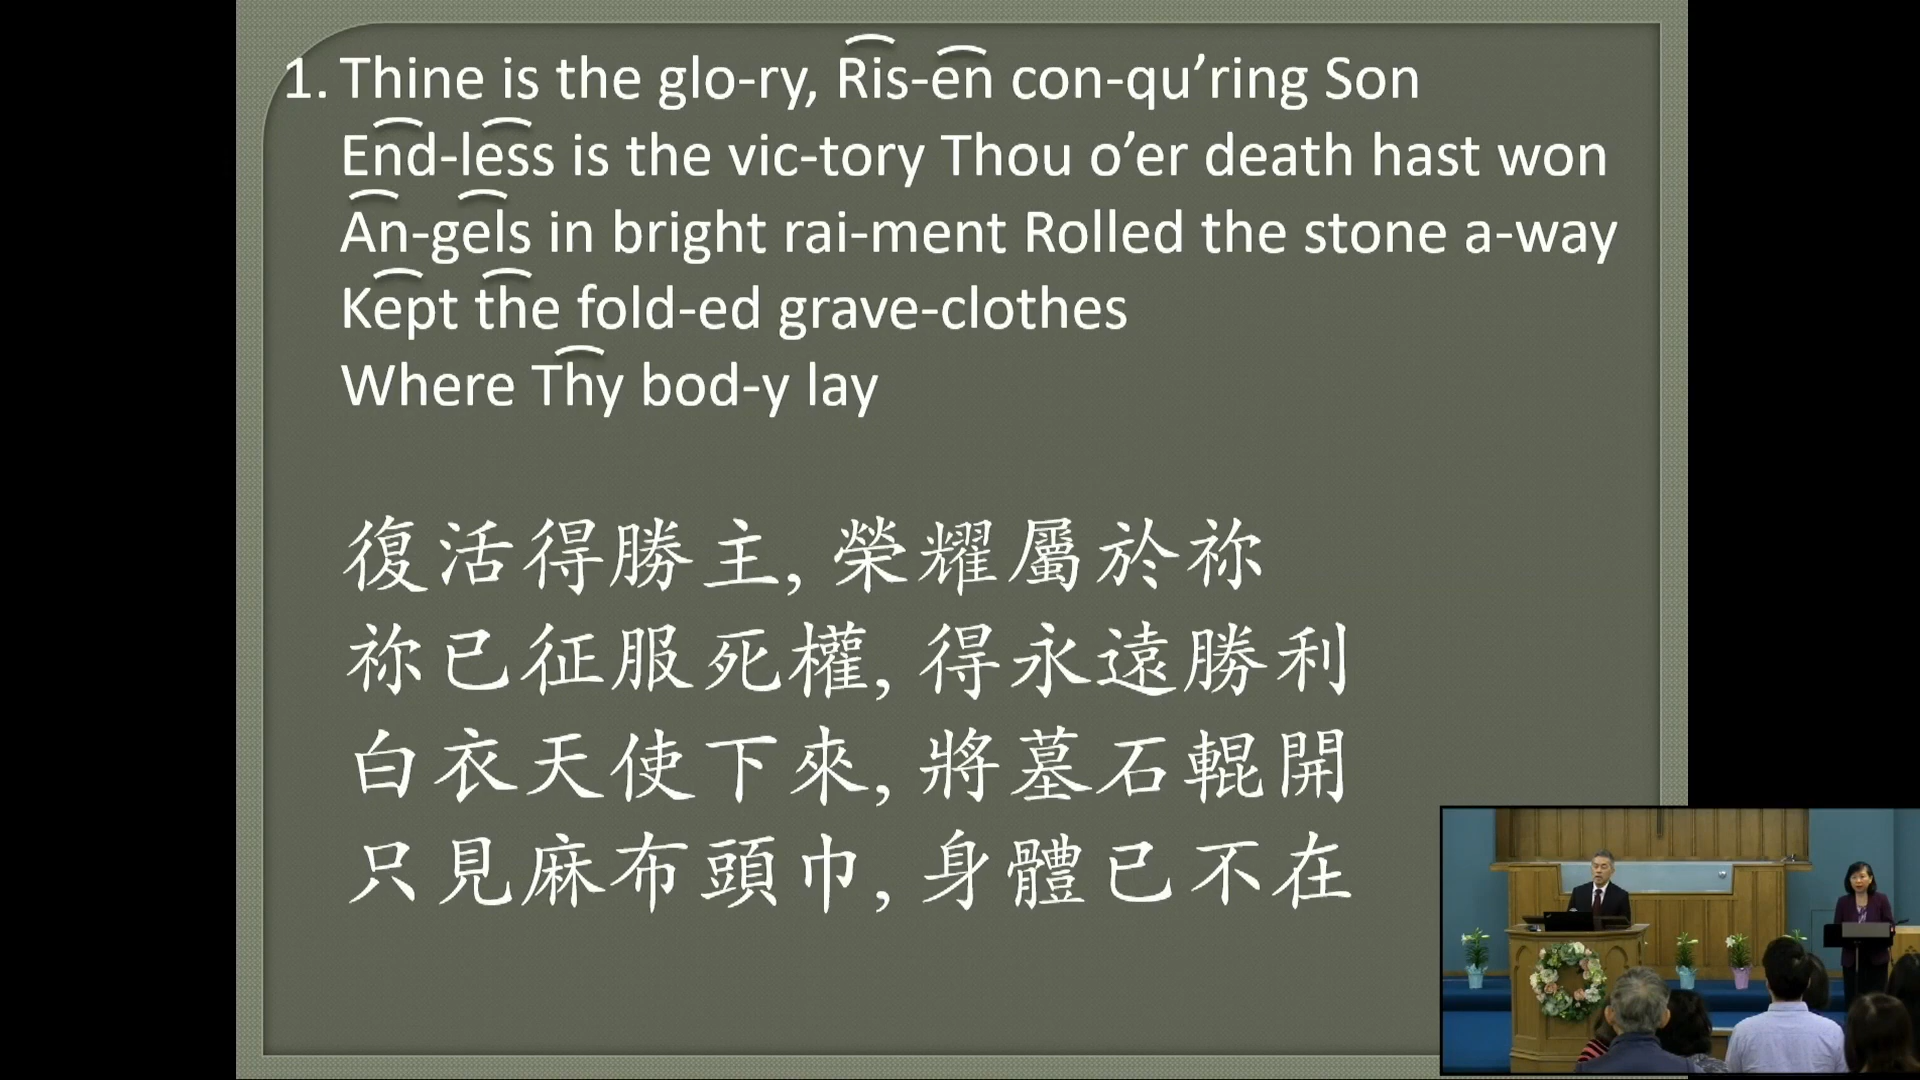 1. Thine is the glo-ry, Ris-en con-qu’ring Son
End-less is the vic-tory Thou o’er death hast won
An-gels in bright rai-ment Rolled the stone a-way
Kept the fold-ed grave-clothes
Where Thy bod-y lay
復活得勝主, 榮耀屬於祢
祢已征服死權, 得永遠勝利
白衣天使下來, 將墓石輥開
只見麻布頭巾, 身體已不在